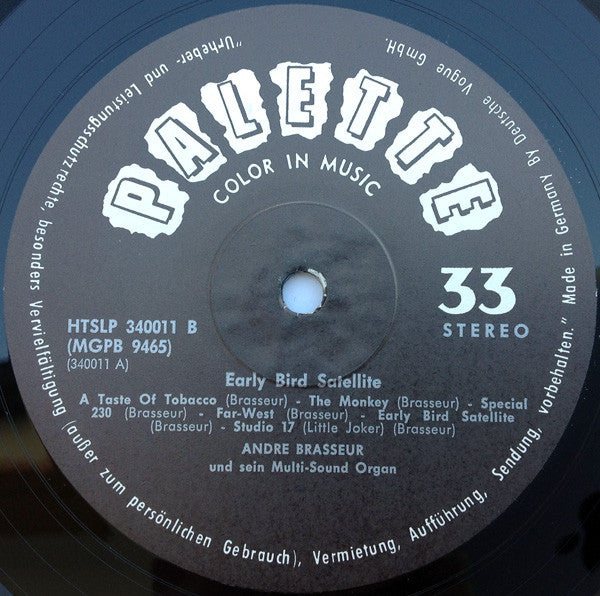 PALETTE
COLOR IN MUSIC
33
STEREO
HTSLP 340011 B
(MGPB 9465)
(340011 A)
Early Bird Satellite
A Taste Of Tobacco (Brasseur) - The Monkey (Brasseur) - Special
230 (Brasseur) - Far-West (Brasseur) - Early Bird Satellite
(Brasseur) - Studio 17 (Little Joker) (Brasseur)
ANDRE BRASSEUR
und sein Multi-Sound Organ
"Urheber- und Leistungsschutzrechte, besonders Vervielfältigung (außer zum persönlichen Gebrauch), Vermietung, Aufführung, Sendung, vorbehalten." Made in Germany By Deutsche Vogue GmbH.